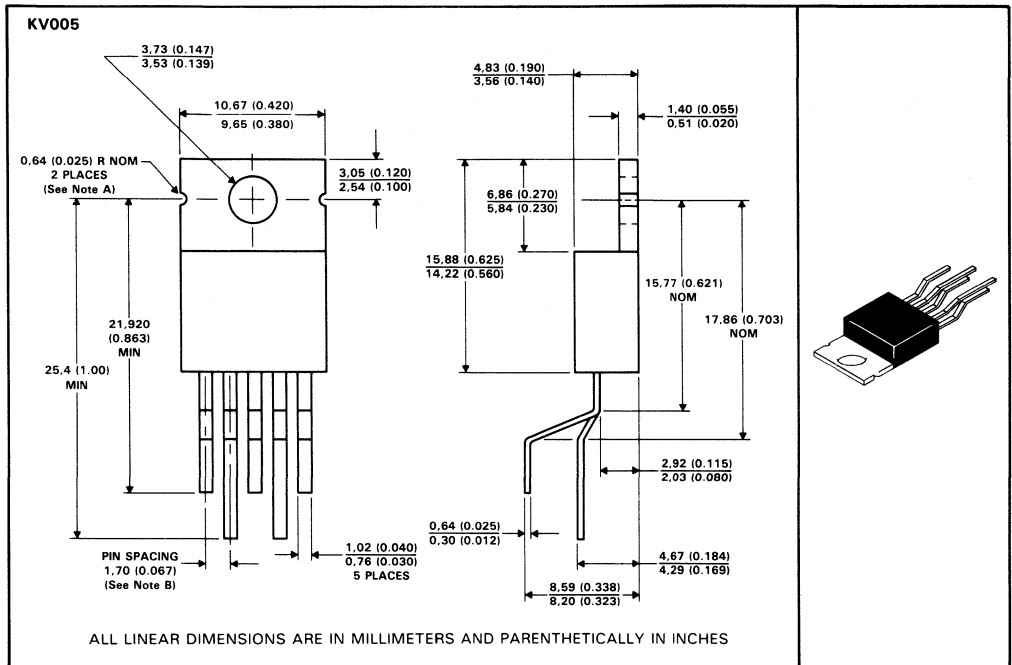 KV005
3,73 (0.147)
3,53 (0.139)
4,83 (0.190)
3,56 (0.140)
10,67 (0.420)
9,65 (0.380)
1,40 (0.055)
0,51 (0.020)
0,64 (0.025) R NOM
2 PLACES
(See Note A)
3,05 (0.120)
2,54 (0.100)
6,86 (0.270)
5,84 (0.230)
15,88 (0.625)
14,22 (0.560)
15,77 (0.621)
NOM
17,86 (0.703)
NOM
21,920
(0.863)
MIN
25,4 (1.00)
MIN
2,92 (0.115)
2,03 (0.080)
0,64 (0.025)
0,30 (0.012)
PIN SPACING
1,70 (0.067)
(See Note B)
1,02 (0.040)
0,76 (0.030)
5 PLACES
4,67 (0.184)
4,29 (0.169)
8,59 (0.338)
8,20 (0.323)
ALL LINEAR DIMENSIONS ARE IN MILLIMETERS AND PARENTHETICALLY IN INCHES